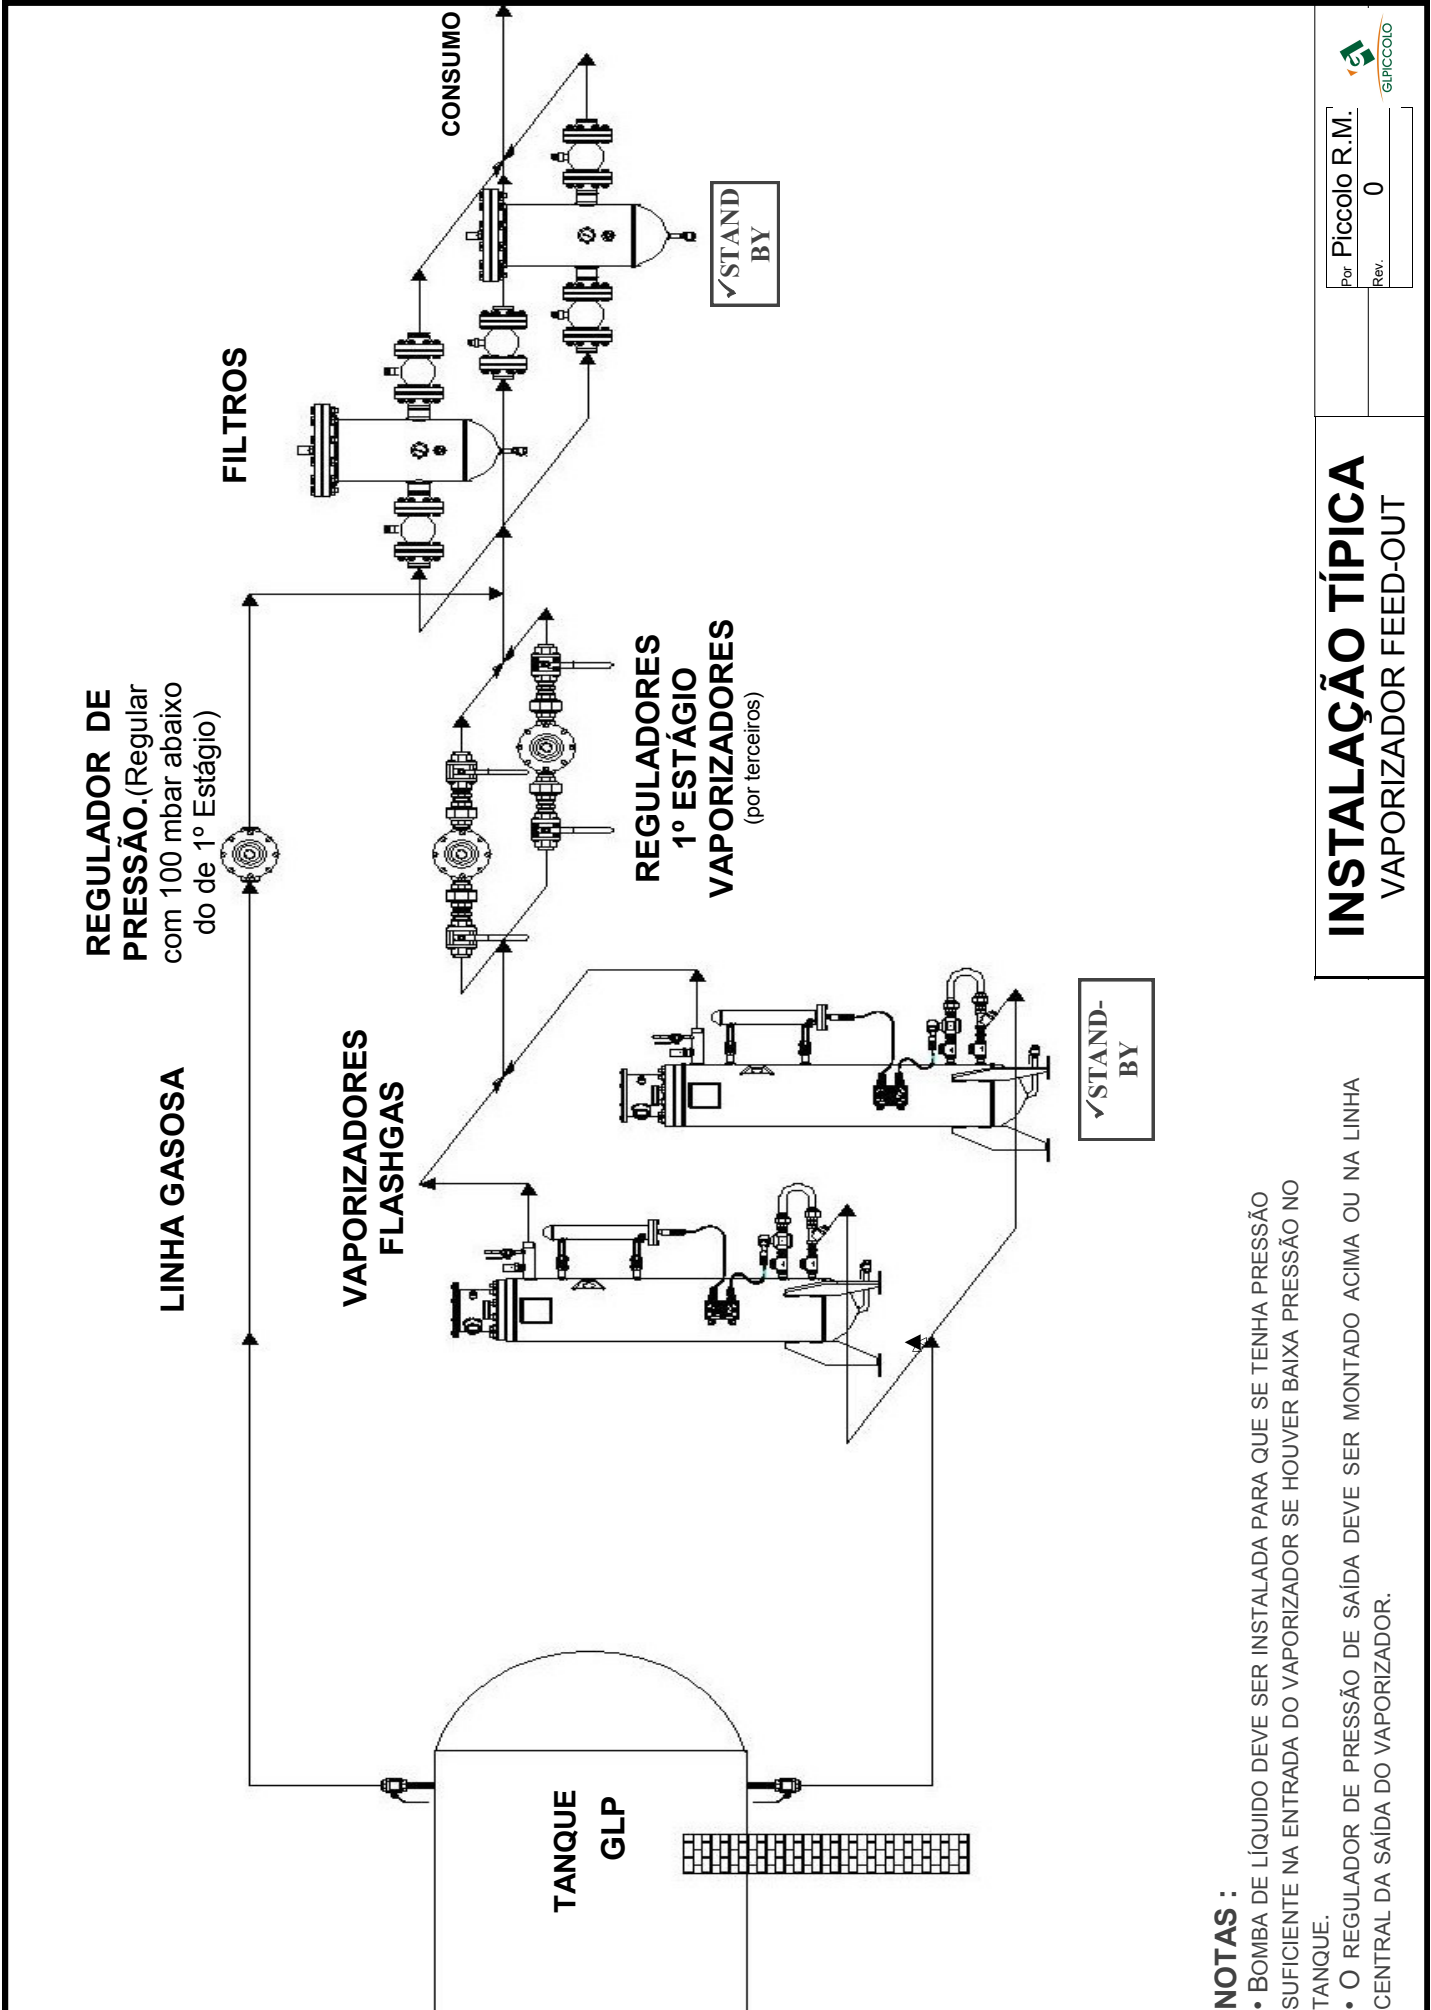 REGULADOR DE
PRESSÃO.(Regular
com 100 mbar abaixo
do de 1º Estágio)
LINHA GASOSA
FILTROS
CONSUMO
VAPORIZADORES
FLASHGAS
TANQUE
GLP
REGULADORES
1º ESTÁGIO
VAPORIZADORES
(por terceiros)
✓STAND
BY
✓STAND-
BY
NOTAS :
• BOMBA DE LÍQUIDO DEVE SER INSTALADA PARA QUE SE TENHA PRESSÃO
SUFICIENTE NA ENTRADA DO VAPORIZADOR SE HOUVER BAIXA PRESSÃO NO
TANQUE.
• O REGULADOR DE PRESSÃO DE SAÍDA DEVE SER MONTADO ACIMA OU NA LINHA
CENTRAL DA SAÍDA DO VAPORIZADOR.
INSTALAÇÃO TÍPICA
VAPORIZADOR FEED-OUT
Por Piccolo R.M.
Rev. 0
GLPICCOLO